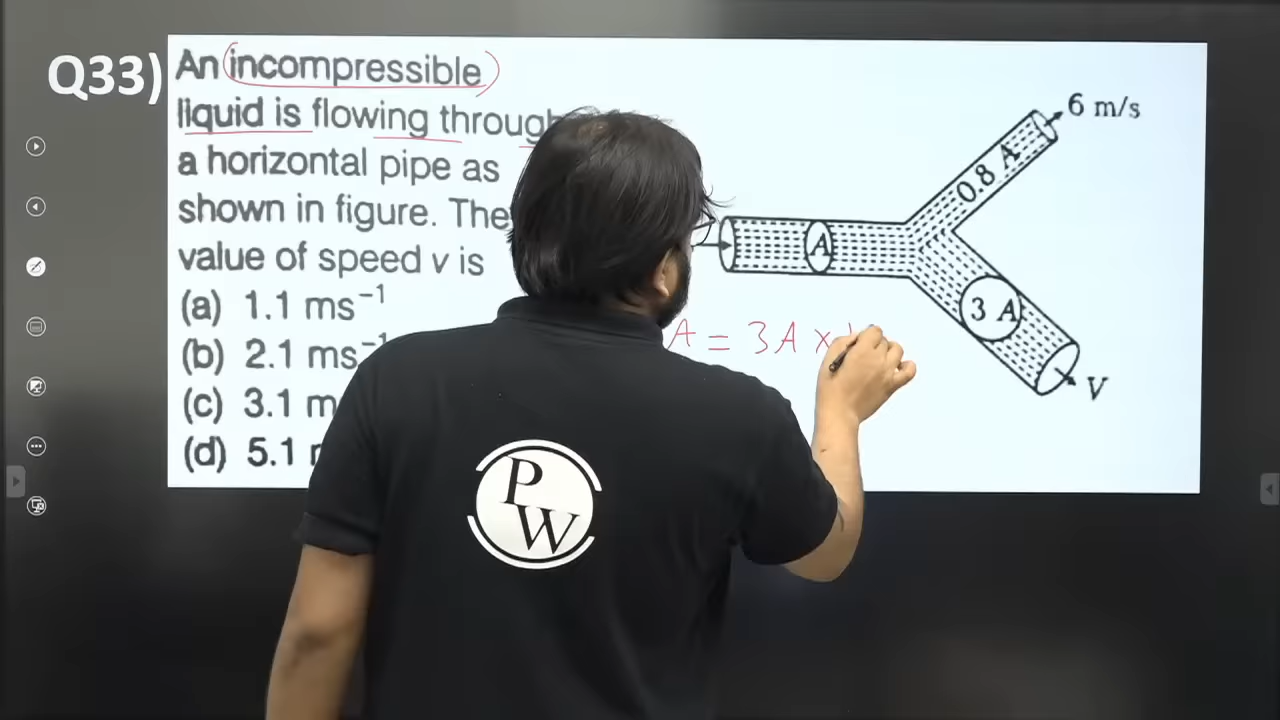 Q33)
An incompressible
liquid is flowing through
a horizontal pipe as
shown in figure. The
value of speed v is
(a) 1.1 ms⁻¹
(b) 2.1 ms⁻¹
(c) 3.1 m
(d) 5.1
6 m/s
0.8 A
A
3 A
V
A = 3A ×
P
W